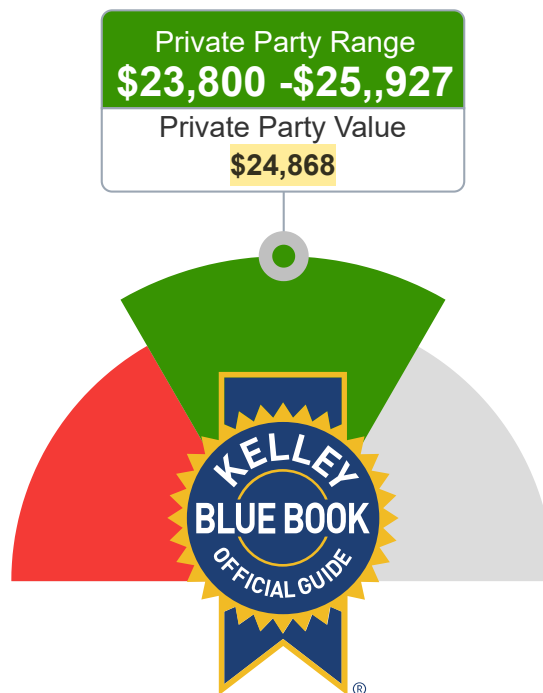 Private Party Range
$23,800 -$25,,927
Private Party Value
$24,868
KELLEY
BLUE BOOK
OFFICIAL GUIDE
®